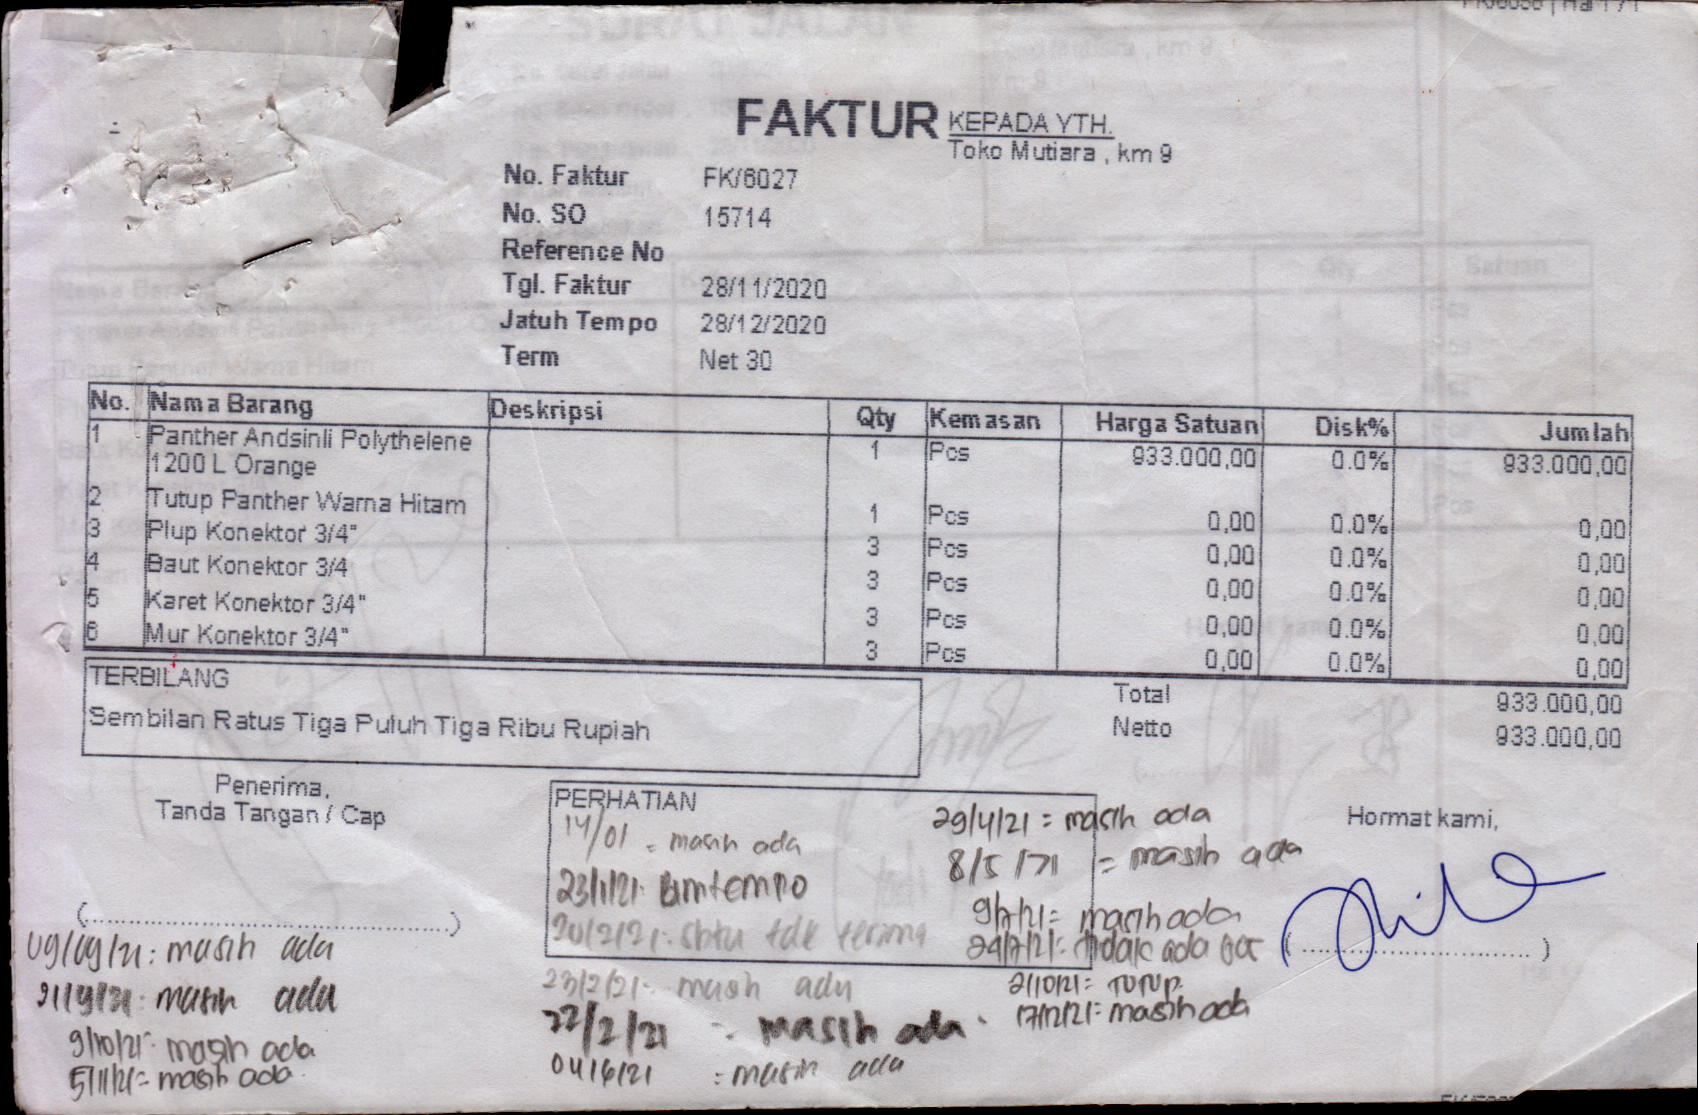 FAKTUR
KEPADA YTH.
Toko Mutiara , km 9
No. Faktur FK/6027
No. SO 15714
Reference No
Tgl. Faktur 28/11/2020
Jatuh Tempo 28/12/2020
Term Net 30
No. Nama Barang Deskripsi Qty Kemasan Harga Satuan Disk% Jumlah
1 Panther Andsinli Polythelene 1 Pcs 933.000,00 0.0% 933.000,00
1200 L Orange
2 Tutup Panther Warna Hitam 1 Pcs 0,00 0.0% 0,00
3 Plup Konektor 3/4" 3 Pcs 0,00 0.0% 0,00
4 Baut Konektor 3/4 3 Pcs 0,00 0.0% 0,00
5 Karet Konektor 3/4" 3 Pcs 0,00 0.0% 0,00
6 Mur Konektor 3/4" 3 Pcs 0,00 0.0% 0,00
TERBILANG
Sembilan Ratus Tiga Puluh Tiga Ribu Rupiah
Total 933.000,00
Netto 933.000,00
Penerima,
Tanda Tangan / Cap
(..............................)
PERHATIAN
14/01 = masih ada
23/1/21:
20/2/21: tdk terima
23/2/21: masih ada
22/2/21 : masih ada
: masih ada
29/4/21 = masih ada
8/5/21 = masih ada
9/7/21 = masih ada
29/7/21 = tidak ada
2/10/21 = TUTUP.
17/12/21 = masih ada
Hormat kami,
(..............................)
09/09/21 : masih ada
: masih ada
9/10/21 : masih ada
5/11/21 = masih ada